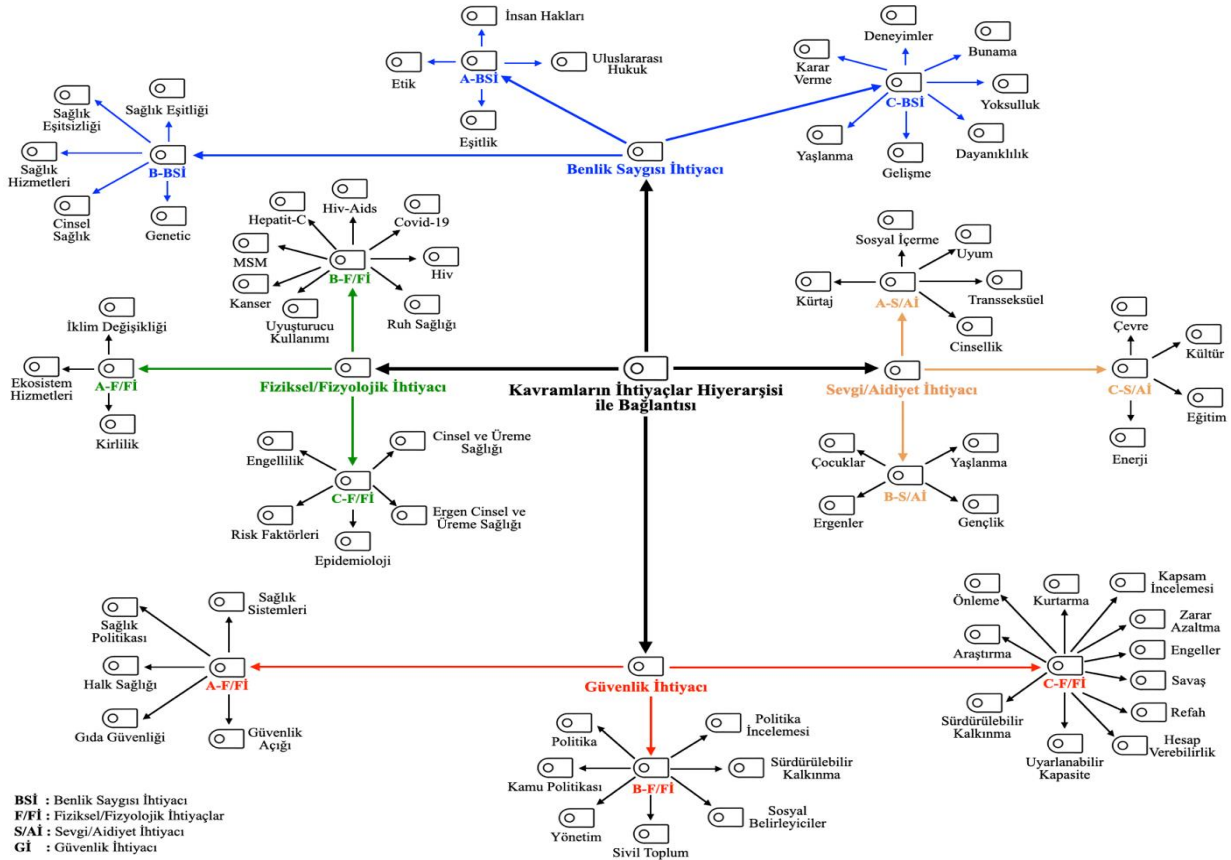 İnsan Hakları
Etik
A-BSİ
Uluslararası
Hukuk
Eşitlik
Deneyimler
Karar
Verme
Bunama
C-BSİ
Yoksulluk
Yaşlanma
Gelişme
Dayanıklılık
Sağlık
Eşitsizliği
Sağlık Eşitliği
Sağlık
Hizmetleri
B-BSİ
Cinsel
Sağlık
Genetic
Benlik Saygısı İhtiyacı
Hepatit-C
Hiv-Aids
Covid-19
MSM
B-F/Fİ
Hiv
Kanser
Uyuşturucu
Kullanımı
Ruh Sağlığı
Sosyal İçerme
Uyum
Kürtaj
A-S/Aİ
Transseksüel
Cinsellik
Çevre
Kültür
C-S/Aİ
Eğitim
Enerji
İklim Değişikliği
Ekosistem
Hizmetleri
A-F/Fİ
Kirlilik
Fiziksel/Fizyolojik İhtiyacı
Kavramların İhtiyaçlar Hiyerarşisi
ile Bağlantısı
Sevgi/Aidiyet İhtiyacı
Engellilik
Cinsel ve Üreme
Sağlığı
C-F/Fİ
Risk Faktörleri
Epidemioloji
Ergen Cinsel ve
Üreme Sağlığı
Çocuklar
Yaşlanma
B-S/Aİ
Ergenler
Gençlik
Sağlık
Politikası
Sağlık
Sistemleri
Halk Sağlığı
A-F/Fİ
Gıda Güvenliği
Güvenlik
Açığı
Güvenlik İhtiyacı
Önleme
Kurtarma
Kapsam
İncelemesi
Zarar
Azaltma
Araştırma
Engeller
C-F/Fİ
Savaş
Sürdürülebilir
Kalkınma
Refah
Uyarlanabilir
Kapasite
Hesap
Verebilirlik
Politika
Politika
İncelemesi
Kamu Politikası
B-F/Fİ
Sürdürülebilir
Kalkınma
Yönetim
Sivil Toplum
Sosyal
Belirleyiciler
BSİ : Benlik Saygısı İhtiyacı
F/Fİ : Fiziksel/Fizyolojik İhtiyaçlar
S/Aİ : Sevgi/Aidiyet İhtiyacı
Gİ : Güvenlik İhtiyacı